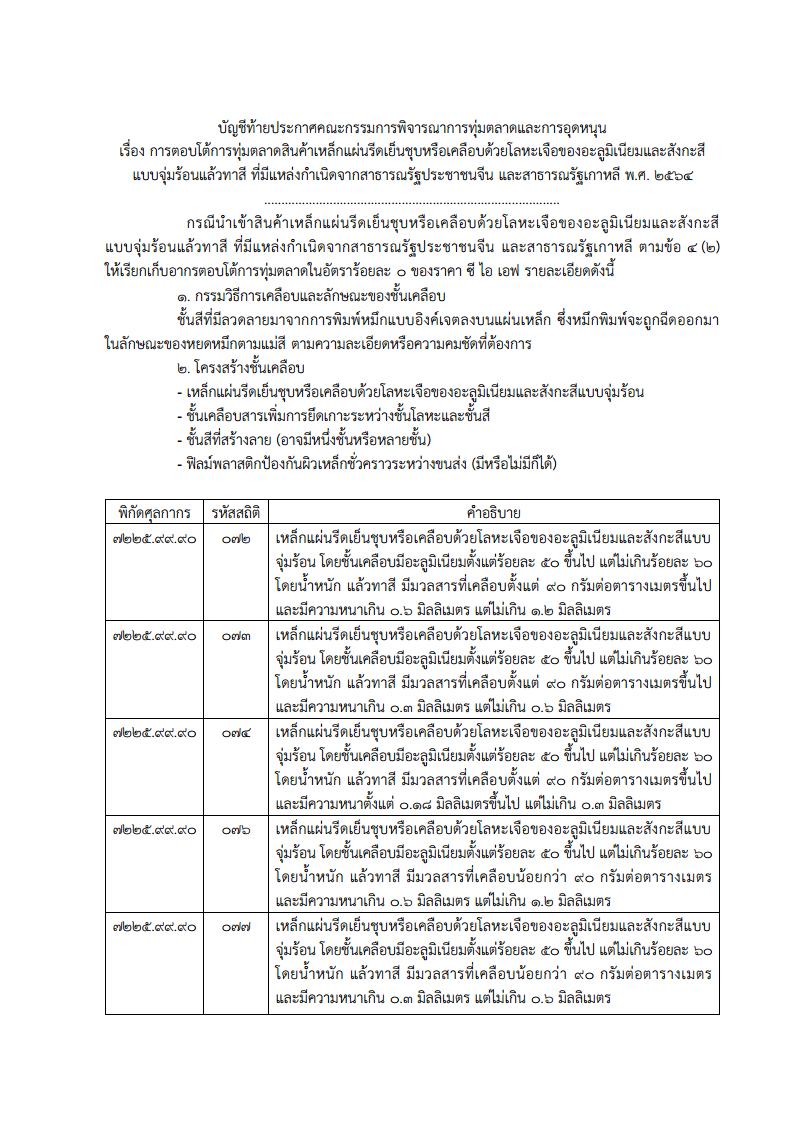 บัญชีท้ายประกาศคณะกรรมการพิจารณาการทุ่มตลาดและการอุดหนุน
เรื่อง การตอบโต้การทุ่มตลาดสินค้าเหล็กแผ่นรีดเย็นชุบหรือเคลือบด้วยโลหะเจือของอะลูมิเนียมและสังกะสี
แบบจุ่มร้อนแล้วทาสี ที่มีแหล่งกำเนิดจากสาธารณรัฐประชาชนจีน และสาธารณรัฐเกาหลี พ.ศ. ๒๕๖๔
......................................................................................
กรณีนำเข้าสินค้าเหล็กแผ่นรีดเย็นชุบหรือเคลือบด้วยโลหะเจือของอะลูมิเนียมและสังกะสี
แบบจุ่มร้อนแล้วทาสี ที่มีแหล่งกำเนิดจากสาธารณรัฐประชาชนจีน และสาธารณรัฐเกาหลี ตามข้อ ๔ (๒)
ให้เรียกเก็บอากรตอบโต้การทุ่มตลาดในอัตราร้อยละ ๐ ของราคา ซี ไอ เอฟ รายละเอียดดังนี้
๑. กรรมวิธีการเคลือบและลักษณะของชั้นเคลือบ
ชั้นสีที่มีลวดลายมาจากการพิมพ์หมึกแบบอิงค์เจตลงบนแผ่นเหล็ก ซึ่งหมึกพิมพ์จะถูกฉีดออกมา
ในลักษณะของหยดหมึกตามแม่สี ตามความละเอียดหรือความคมชัดที่ต้องการ
๒. โครงสร้างชั้นเคลือบ
- เหล็กแผ่นรีดเย็นชุบหรือเคลือบด้วยโลหะเจือของอะลูมิเนียมและสังกะสีแบบจุ่มร้อน
- ชั้นเคลือบสารเพิ่มการยึดเกาะระหว่างชั้นโลหะและชั้นสี
- ชั้นสีที่สร้างลาย (อาจมีหนึ่งชั้นหรือหลายชั้น)
- ฟิลม์พลาสติกป้องกันผิวเหล็กชั่วคราวระหว่างขนส่ง (มีหรือไม่มีก็ได้)
พิกัดศุลกากร รหัสสถิติ คำอธิบาย
๗๒๒๕.๙๙.๙๐ ๐๗๒ เหล็กแผ่นรีดเย็นชุบหรือเคลือบด้วยโลหะเจือของอะลูมิเนียมและสังกะสีแบบ
จุ่มร้อน โดยชั้นเคลือบมีอะลูมิเนียมตั้งแต่ร้อยละ ๕๐ ขึ้นไป แต่ไม่เกินร้อยละ ๖๐
โดยน้ำหนัก แล้วทาสี มีมวลสารที่เคลือบตั้งแต่ ๙๐ กรัมต่อตารางเมตรขึ้นไป
และมีความหนาเกิน ๐.๖ มิลลิเมตร แต่ไม่เกิน ๑.๒ มิลลิเมตร
๗๒๒๕.๙๙.๙๐ ๐๗๓ เหล็กแผ่นรีดเย็นชุบหรือเคลือบด้วยโลหะเจือของอะลูมิเนียมและสังกะสีแบบ
จุ่มร้อน โดยชั้นเคลือบมีอะลูมิเนียมตั้งแต่ร้อยละ ๕๐ ขึ้นไป แต่ไม่เกินร้อยละ ๖๐
โดยน้ำหนัก แล้วทาสี มีมวลสารที่เคลือบตั้งแต่ ๙๐ กรัมต่อตารางเมตรขึ้นไป
และมีความหนาเกิน ๐.๓ มิลลิเมตร แต่ไม่เกิน ๐.๖ มิลลิเมตร
๗๒๒๕.๙๙.๙๐ ๐๗๔ เหล็กแผ่นรีดเย็นชุบหรือเคลือบด้วยโลหะเจือของอะลูมิเนียมและสังกะสีแบบ
จุ่มร้อน โดยชั้นเคลือบมีอะลูมิเนียมตั้งแต่ร้อยละ ๕๐ ขึ้นไป แต่ไม่เกินร้อยละ ๖๐
โดยน้ำหนัก แล้วทาสี มีมวลสารที่เคลือบตั้งแต่ ๙๐ กรัมต่อตารางเมตรขึ้นไป
และมีความหนาตั้งแต่ ๐.๑๘ มิลลิเมตรขึ้นไป แต่ไม่เกิน ๐.๓ มิลลิเมตร
๗๒๒๕.๙๙.๙๐ ๐๗๖ เหล็กแผ่นรีดเย็นชุบหรือเคลือบด้วยโลหะเจือของอะลูมิเนียมและสังกะสีแบบ
จุ่มร้อน โดยชั้นเคลือบมีอะลูมิเนียมตั้งแต่ร้อยละ ๕๐ ขึ้นไป แต่ไม่เกินร้อยละ ๖๐
โดยน้ำหนัก แล้วทาสี มีมวลสารที่เคลือบน้อยกว่า ๙๐ กรัมต่อตารางเมตร
และมีความหนาเกิน ๐.๖ มิลลิเมตร แต่ไม่เกิน ๑.๒ มิลลิเมตร
๗๒๒๕.๙๙.๙๐ ๐๗๗ เหล็กแผ่นรีดเย็นชุบหรือเคลือบด้วยโลหะเจือของอะลูมิเนียมและสังกะสีแบบ
จุ่มร้อน โดยชั้นเคลือบมีอะลูมิเนียมตั้งแต่ร้อยละ ๕๐ ขึ้นไป แต่ไม่เกินร้อยละ ๖๐
โดยน้ำหนัก แล้วทาสี มีมวลสารที่เคลือบน้อยกว่า ๙๐ กรัมต่อตารางเมตร
และมีความหนาเกิน ๐.๓ มิลลิเมตร แต่ไม่เกิน ๐.๖ มิลลิเมตร